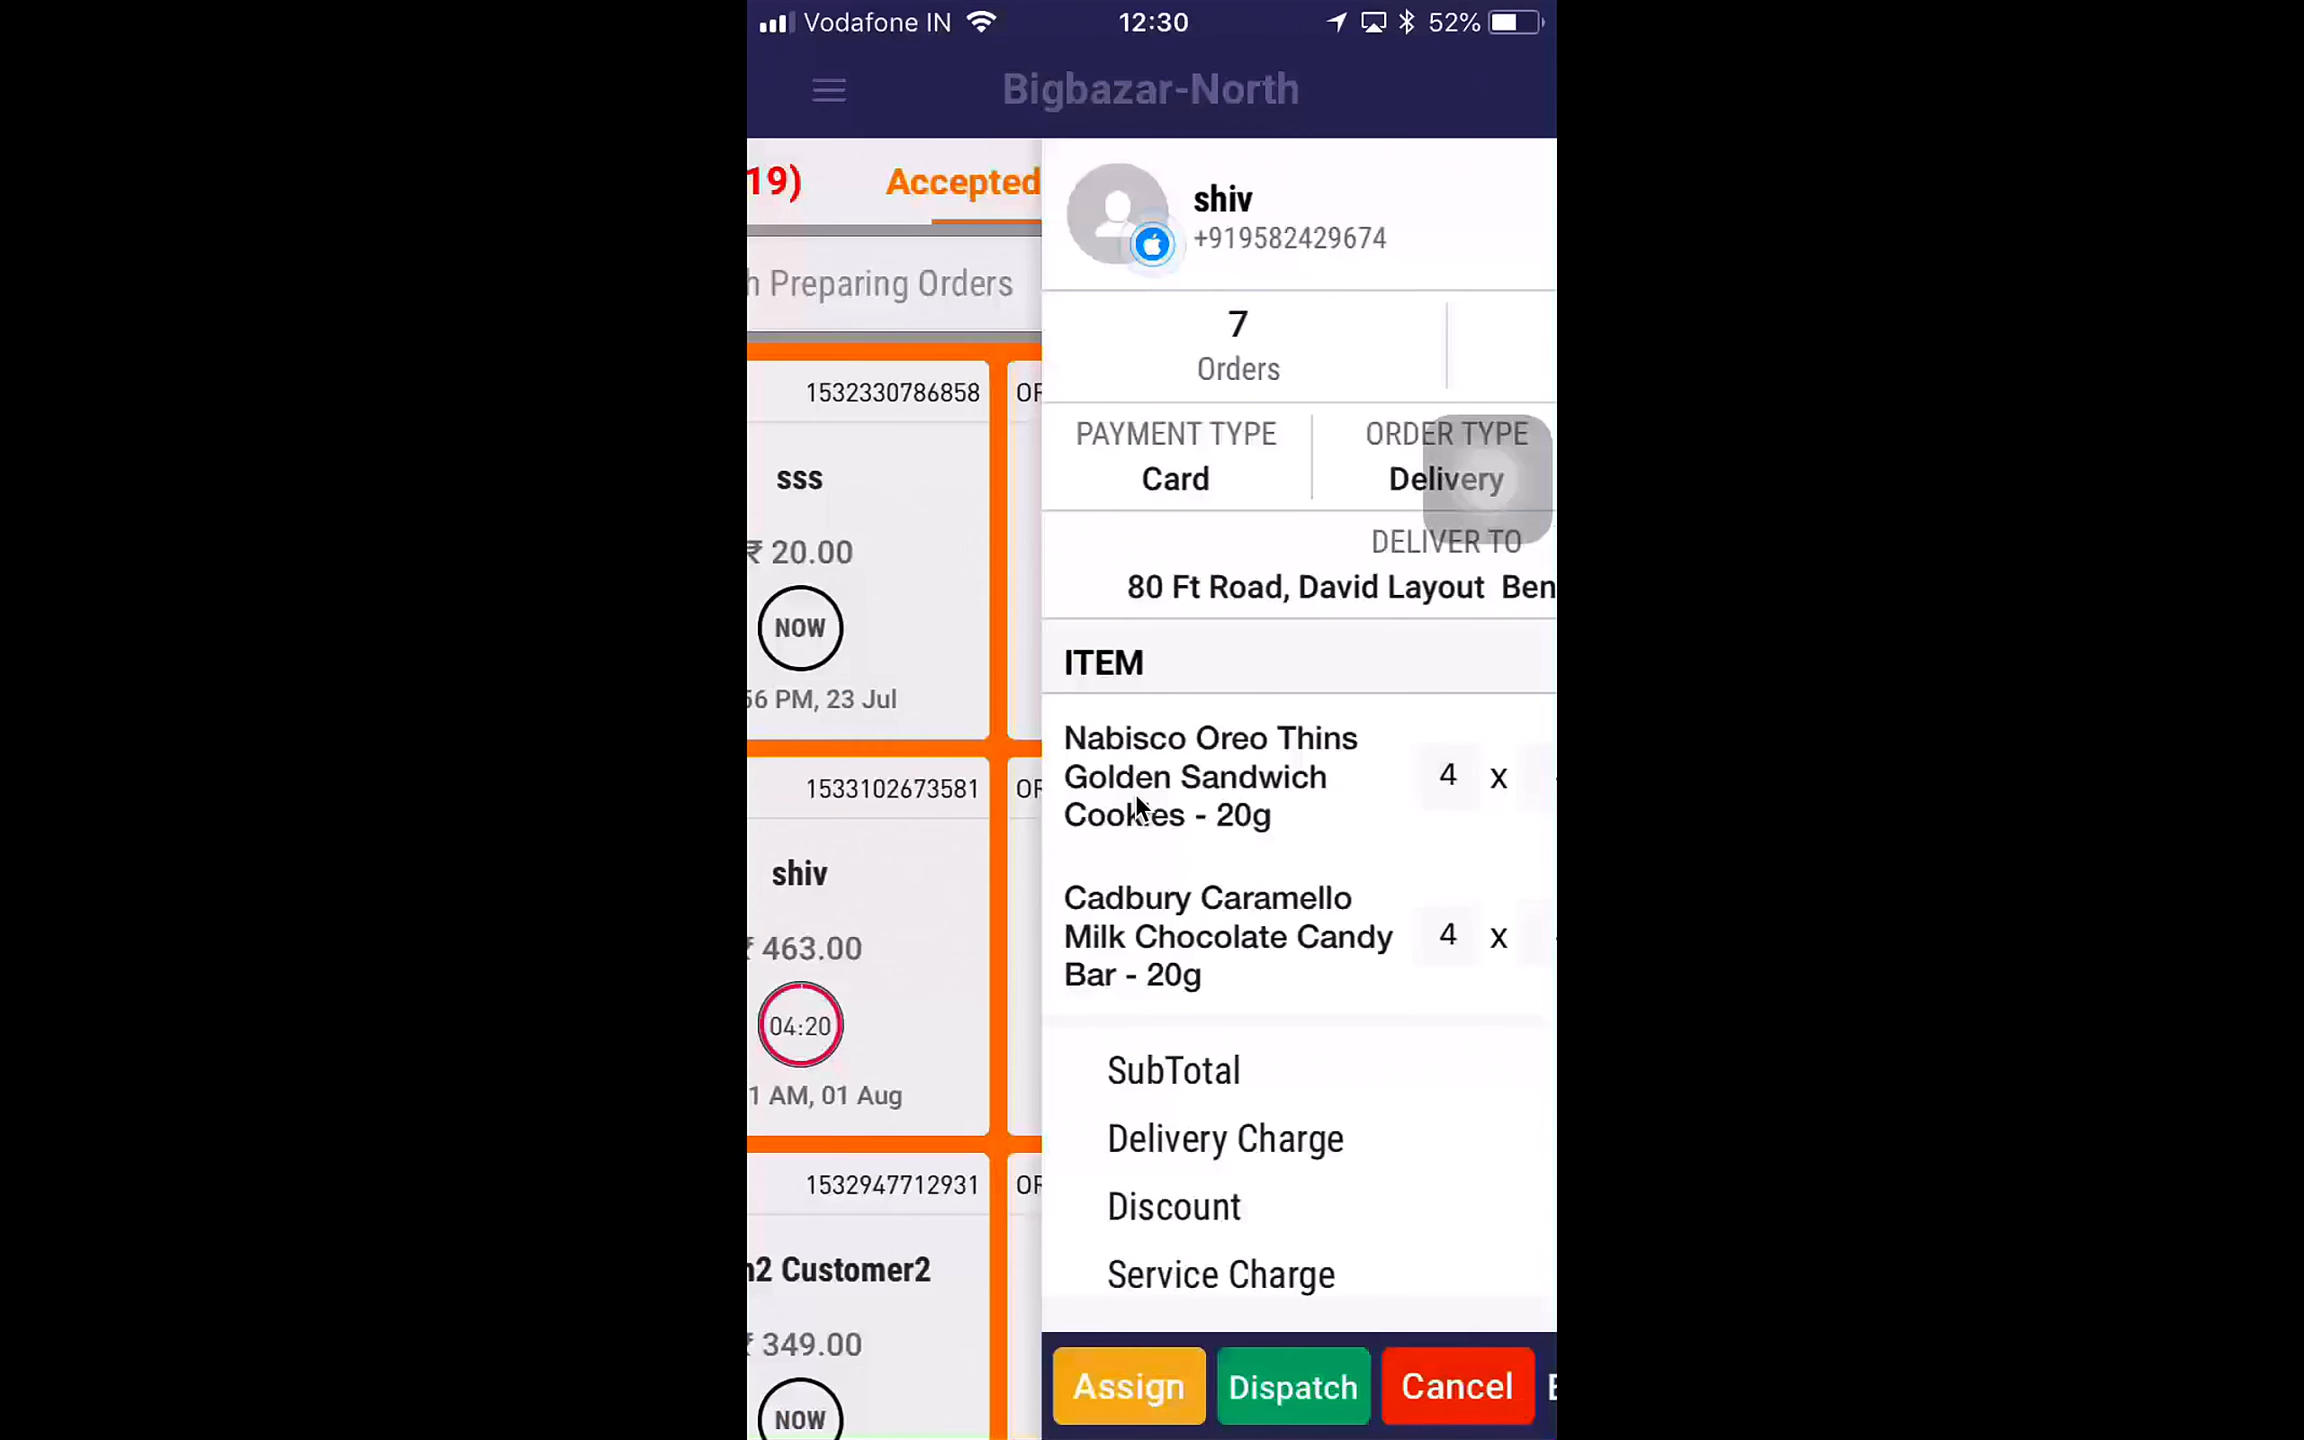 Vodafone IN 12:30 52%
Bigbazar-North
19) Accepted
Preparing Orders
1532330786858
sss
₹ 20.00
NOW
56 PM, 23 Jul
1533102673581
shiv
₹ 463.00
04:20
1 AM, 01 Aug
1532947712931
n2 Customer2
₹ 349.00
NOW
shiv
+919582429674
7
Orders
PAYMENT TYPE
Card
ORDER TYPE
Delivery
DELIVER TO
80 Ft Road, David Layout Ben
ITEM
Nabisco Oreo Thins
Golden Sandwich
Cookies - 20g
4 x
Cadbury Caramello
Milk Chocolate Candy
Bar - 20g
4 x
SubTotal
Delivery Charge
Discount
Service Charge
Assign Dispatch Cancel